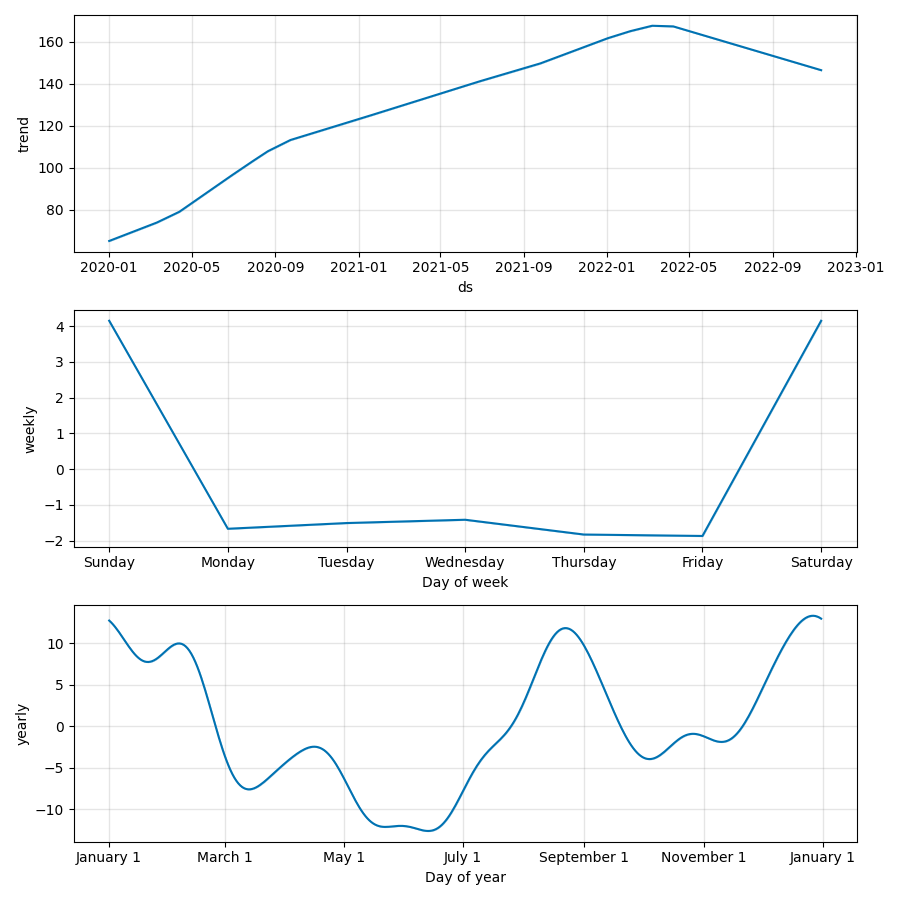 trend
160
140
120
100
80
2020-01 2020-05 2020-09 2021-01 2021-05 2021-09 2022-01 2022-05 2022-09 2023-01
ds
weekly
4
3
2
1
0
−1
−2
Sunday Monday Tuesday Wednesday Thursday Friday Saturday
Day of week
yearly
10
5
0
−5
−10
January 1 March 1 May 1 July 1 September 1 November 1 January 1
Day of year